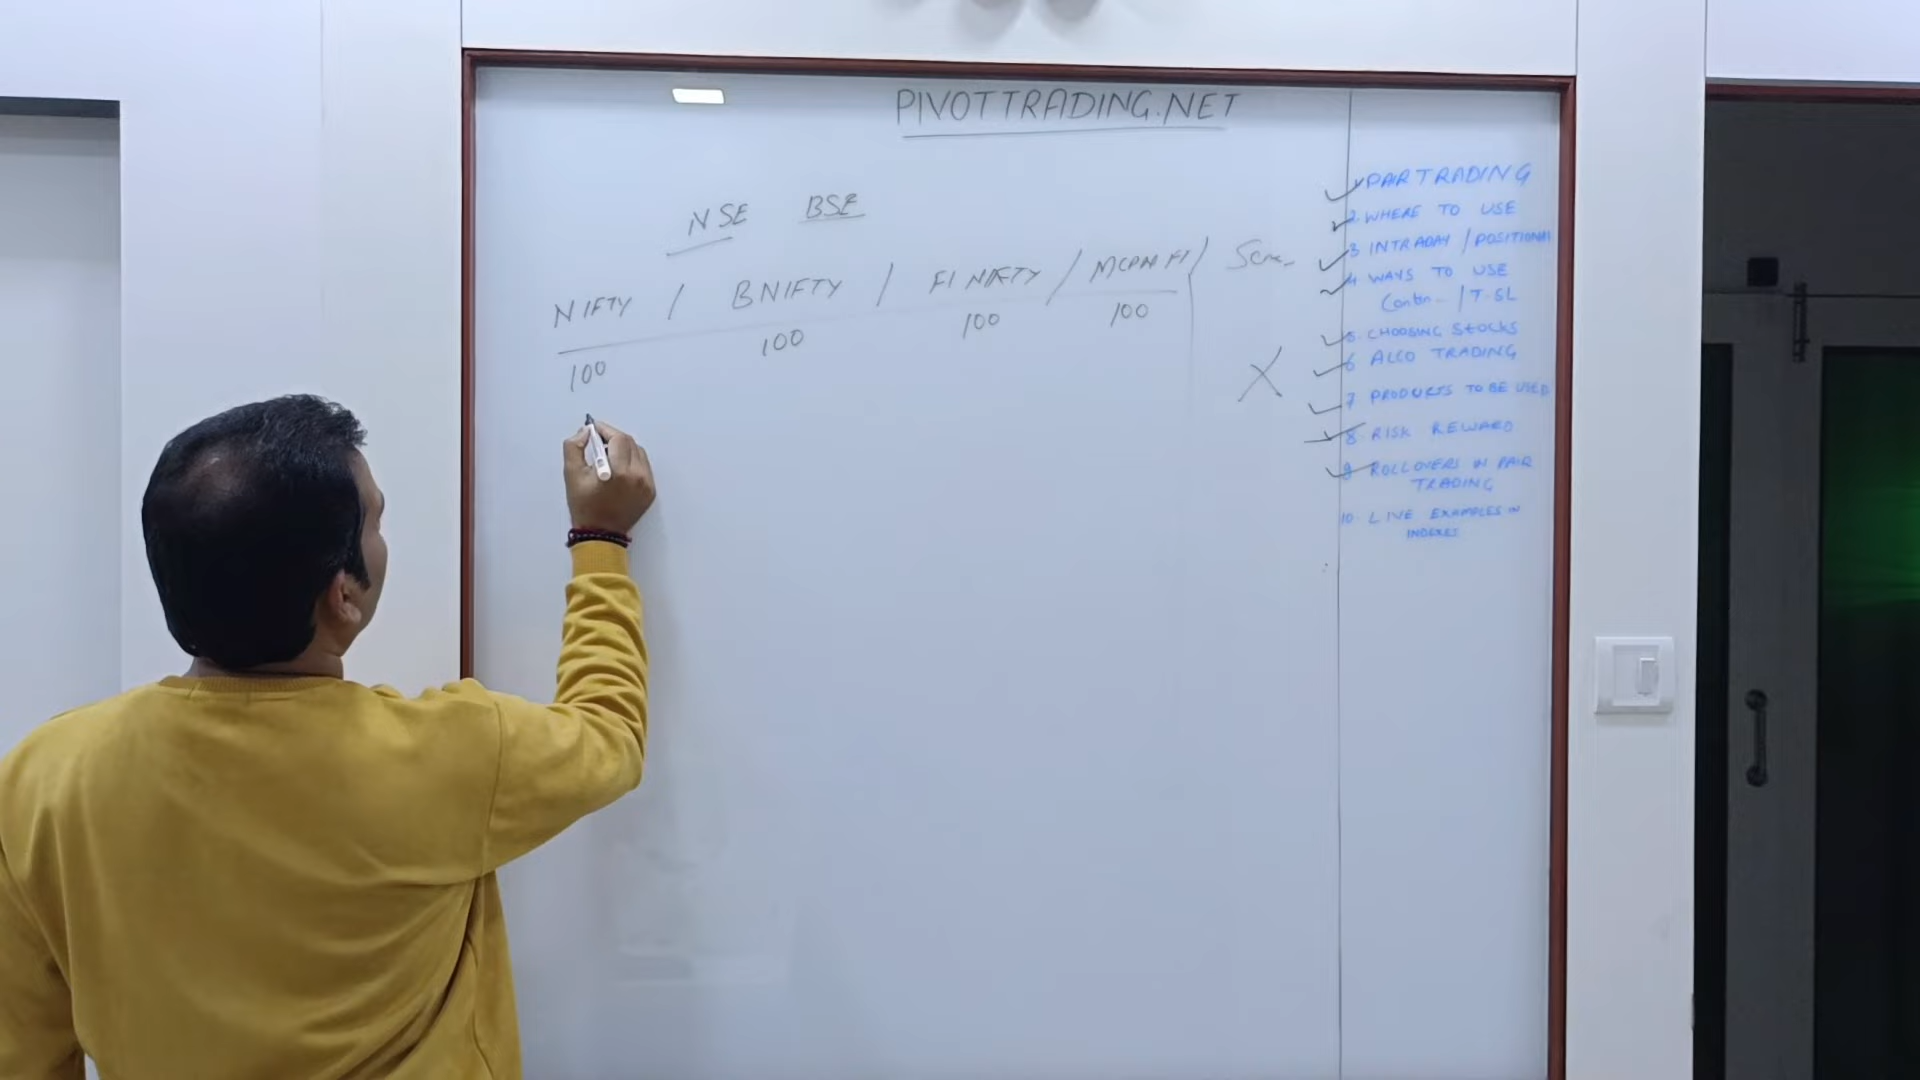 PIVOTTRADING.NET
NSE BSE
NIFTY / BNIFTY / FINIFTY / MCPNIFI /
100 100 100 100
X
1 PAIR TRADING
2. WHERE TO USE
3 INTRADAY / POSITIONAL
4 WAYS TO USE
Contn- / T-SL
5. CHOOSING STOCKS
6 ALGO TRADING
7 PRODUCTS TO BE USED
8. RISK REWARD
9 ROLLOVERS IN PAIR
TRADING
10. LIVE EXAMPLES IN
INDEXES